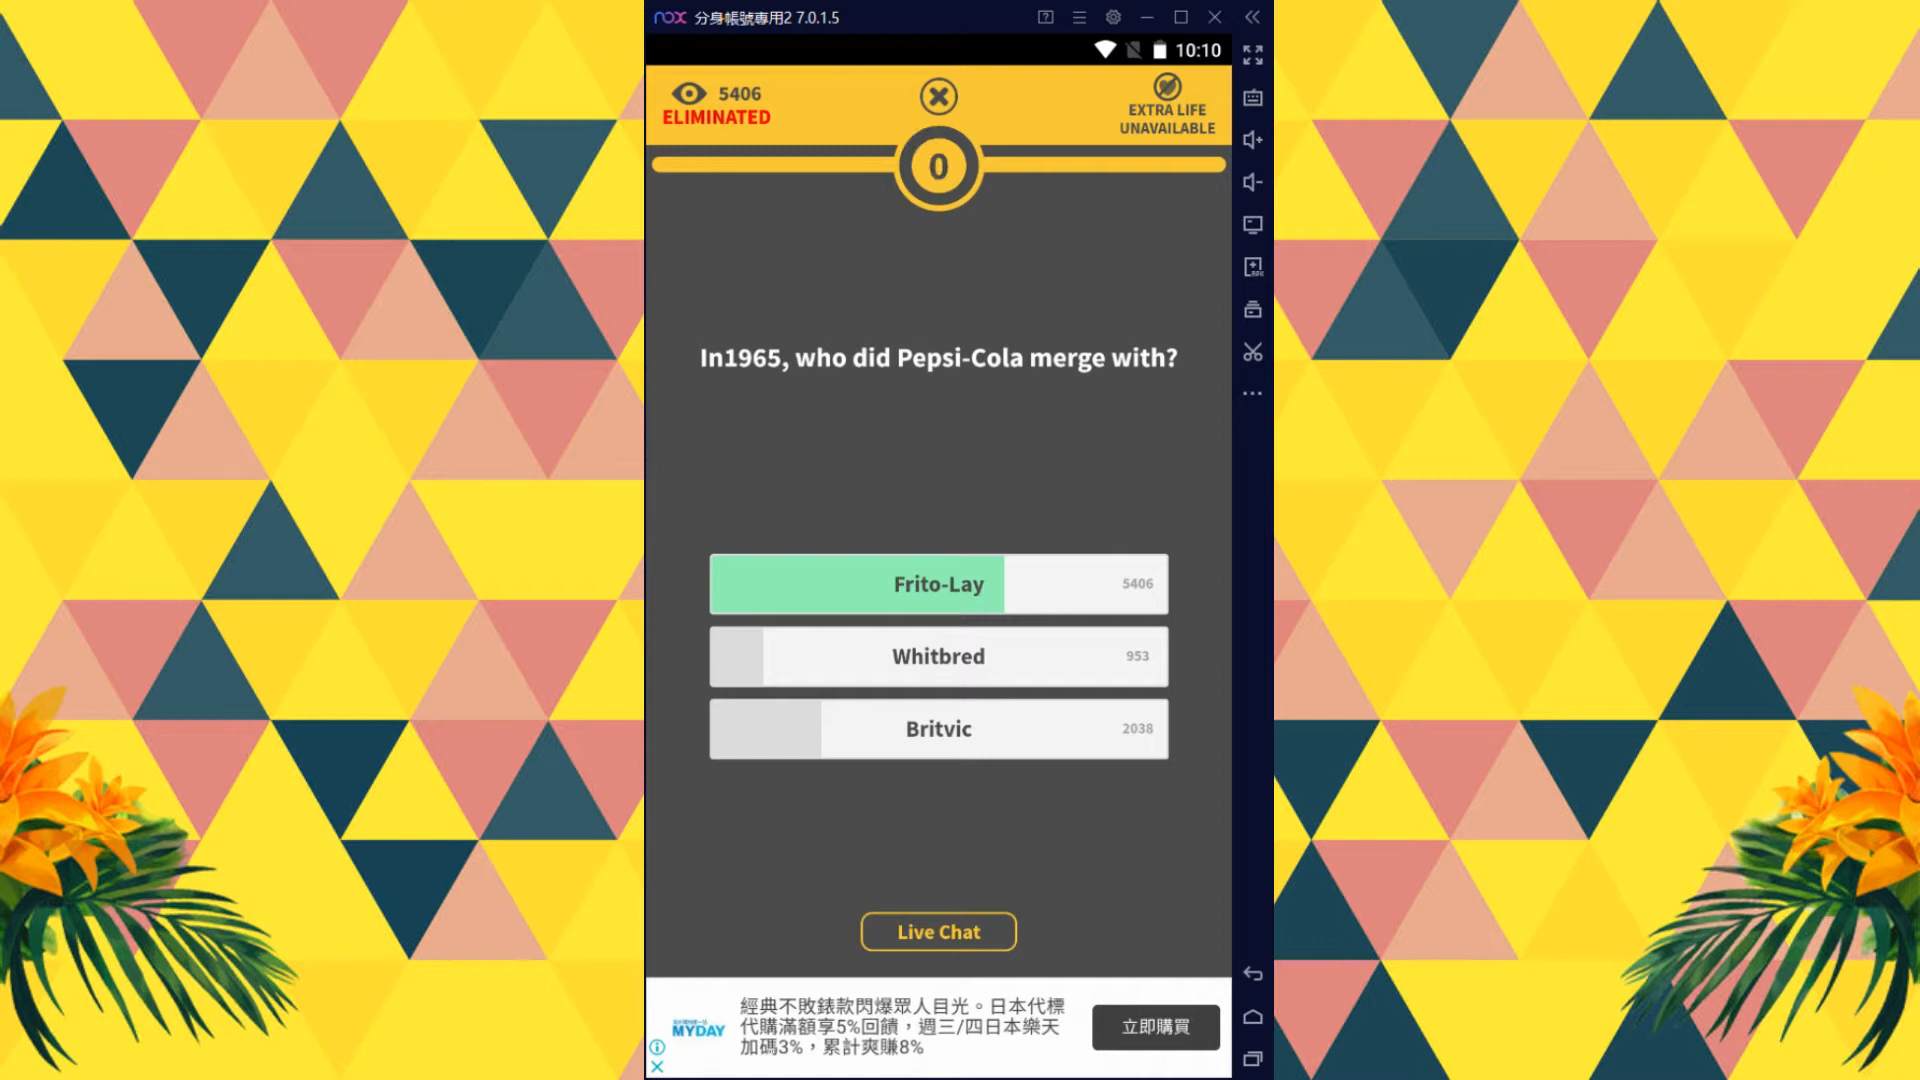 nox 分身帳號專用2 7.0.1.5
10:10
5406
ELIMINATED
EXTRA LIFE
UNAVAILABLE
0
In1965, who did Pepsi-Cola merge with?
Frito-Lay 5406
Whitbred 953
Britvic 2038
Live Chat
MYDAY
經典不敗錶款閃爆眾人目光。日本代標
代購滿額享5%回饋，週三/四日本樂天
加碼3%，累計爽賺8%
立即購買